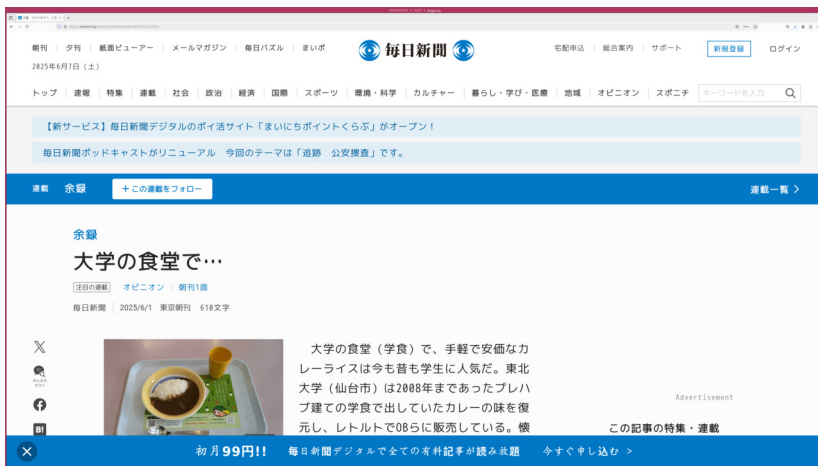 朝刊 夕刊 紙面ビューアー メールマガジン 毎日パズル まいポ
毎日新聞
宅配申込 総合案内 サポート 新規登録 ログイン
2025年6月7日(土)
トップ 速報 特集 連載 社会 政治 経済 国際 スポーツ 環境・科学 カルチャー 暮らし・学び・医療 地域 オピニオン スポニチ キーワードを入力
【新サービス】毎日新聞デジタルのポイ活サイト「まいにちポイントくらぶ」がオープン!
毎日新聞ポッドキャストがリニューアル 今回のテーマは「追跡 公安捜査」です。
連載 余録 +この連載をフォロー 連載一覧
余録
大学の食堂で…
注目の連載 オピニオン 朝刊1面
毎日新聞 2025/6/1 東京朝刊 610文字
大学の食堂(学食)で、手軽で安価なカ
レーライスは今も昔も学生に人気だ。東北
大学(仙台市)は2008年まであったプレハ
ブ建ての学食で出していたカレーの味を復
元し、レトルトでOBらに販売している。懐
Advertisement
この記事の特集・連載
B!
初月99円!! 毎日新聞デジタルで全ての有料記事が読み放題 今すぐ申し込む >